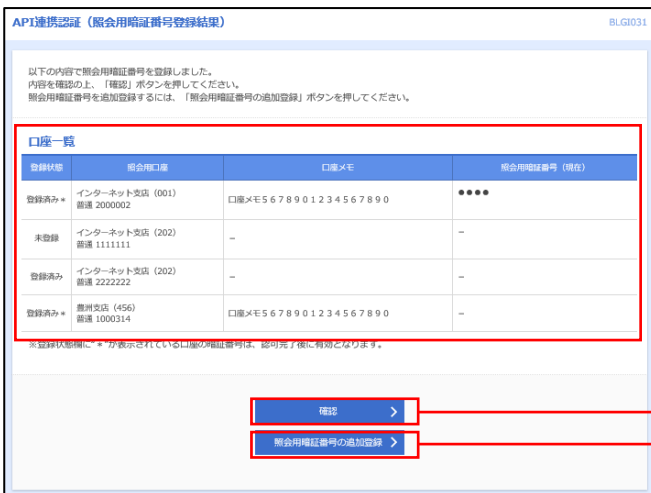 API連携認証（照会用暗証番号登録結果）
BLGI031
以下の内容で照会用暗証番号を登録しました。
内容を確認の上、「確認」ボタンを押してください。
照会用暗証番号を追加登録するには、「照会用暗証番号の追加登録」ボタンを押してください。
口座一覧
登録状態 照会用口座 口座メモ 照会用暗証番号（現在）
登録済み＊ インターネット支店（001） 口座メモ５６７８９０１２３４５６７８９０ ●●●●
普通 2000002
未登録 インターネット支店（202） － －
普通 1111111
登録済み インターネット支店（202） － －
普通 2222222
登録済み＊ 豊洲支店（456） 口座メモ５６７８９０１２３４５６７８９０ －
普通 1000314
※登録状態欄に"＊"が表示されている口座の暗証番号は、認可完了後に有効となります。
確認
照会用暗証番号の追加登録